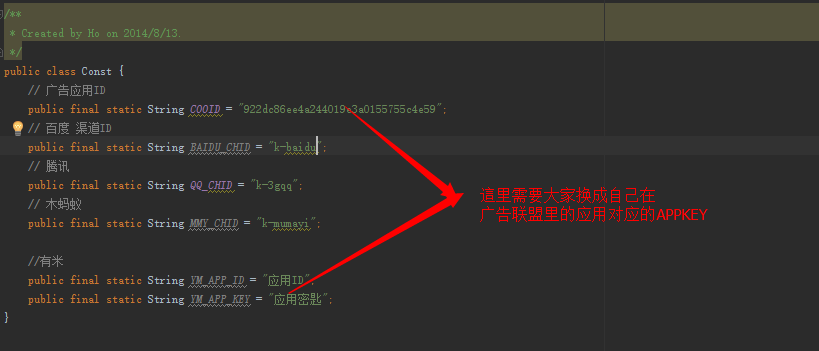 /**
 * Created by Ho on 2014/8/13.
 */
public class Const {
// 广告应用ID
public final static String COOID = "922dc86ee4a244019e3a0155755c4e59";
// 百度 渠道ID
public final static String BAIDU_CHID = "k-baidu";
// 腾讯
public final static String QQ_CHID = "k-3gqq";
// 木蚂蚁
public final static String MMY_CHID = "k-mumayi";
這里需要大家换成自己在
广告联盟里的应用对应的APPKEY
//有米
public final static String YM_APP_ID = "应用ID";
public final static String YM_APP_KEY = "应用密匙";
}